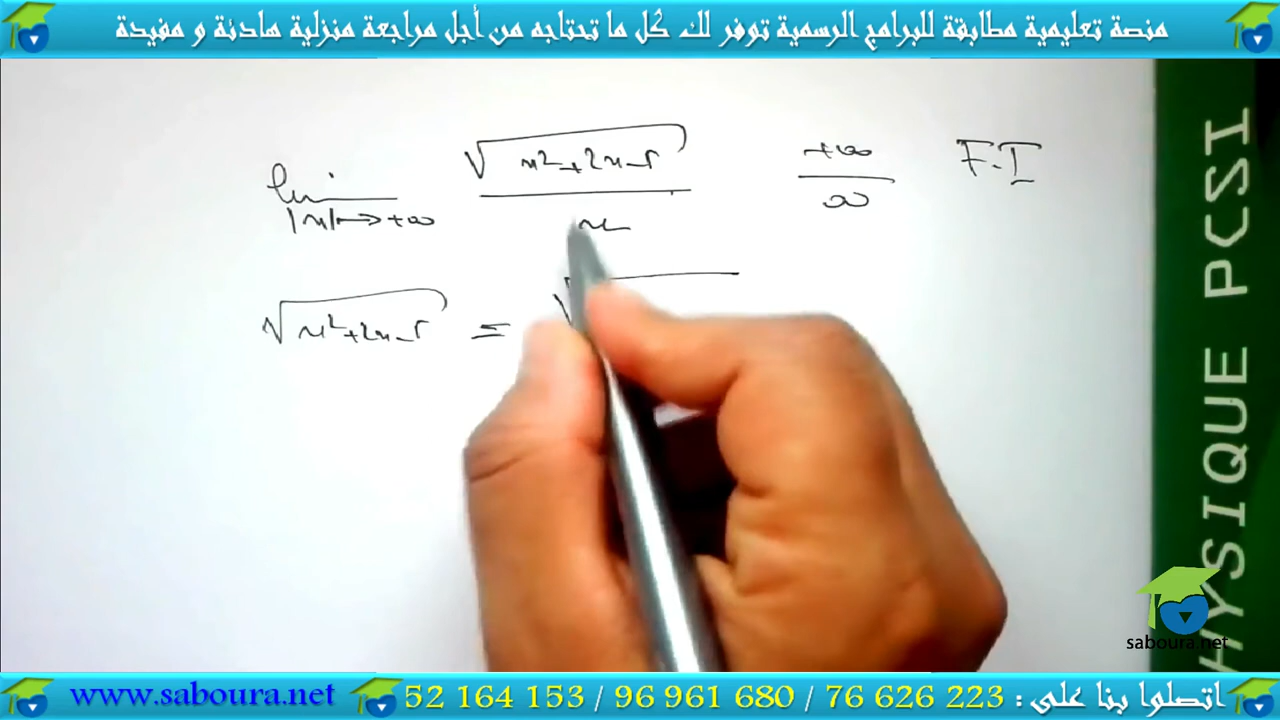 منصة تعليمية مطابقة للبرامج الرسمية توفر لك كل ما تحتاجه من أجل مراجعة منزلية هادئة و مفيدة
lim |x|→+∞ √(x²+2x-5) / x    +∞/∞    F.I
√(x²+2x-5) = √
PHYSIQUE PCSI
saboura.net
www.saboura.net 52 164 153 / 96 961 680 / 76 626 223 : اتصلوا بنا على